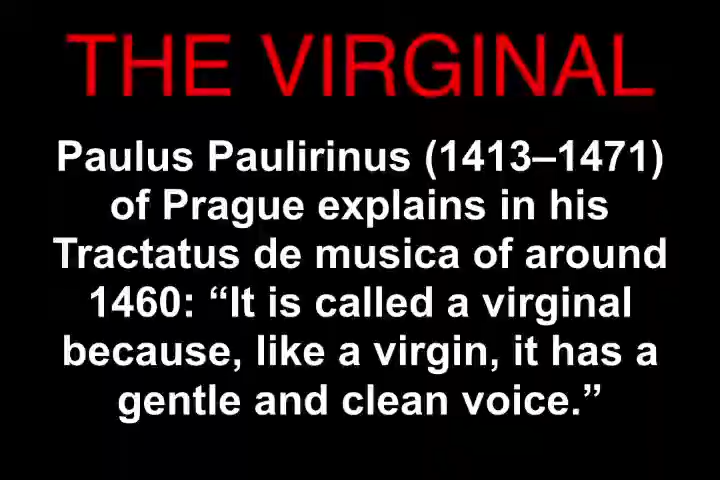 THE VIRGINAL
Paulus Paulirinus (1413–1471)
of Prague explains in his
Tractatus de musica of around
1460: “It is called a virginal
because, like a virgin, it has a
gentle and clean voice.”